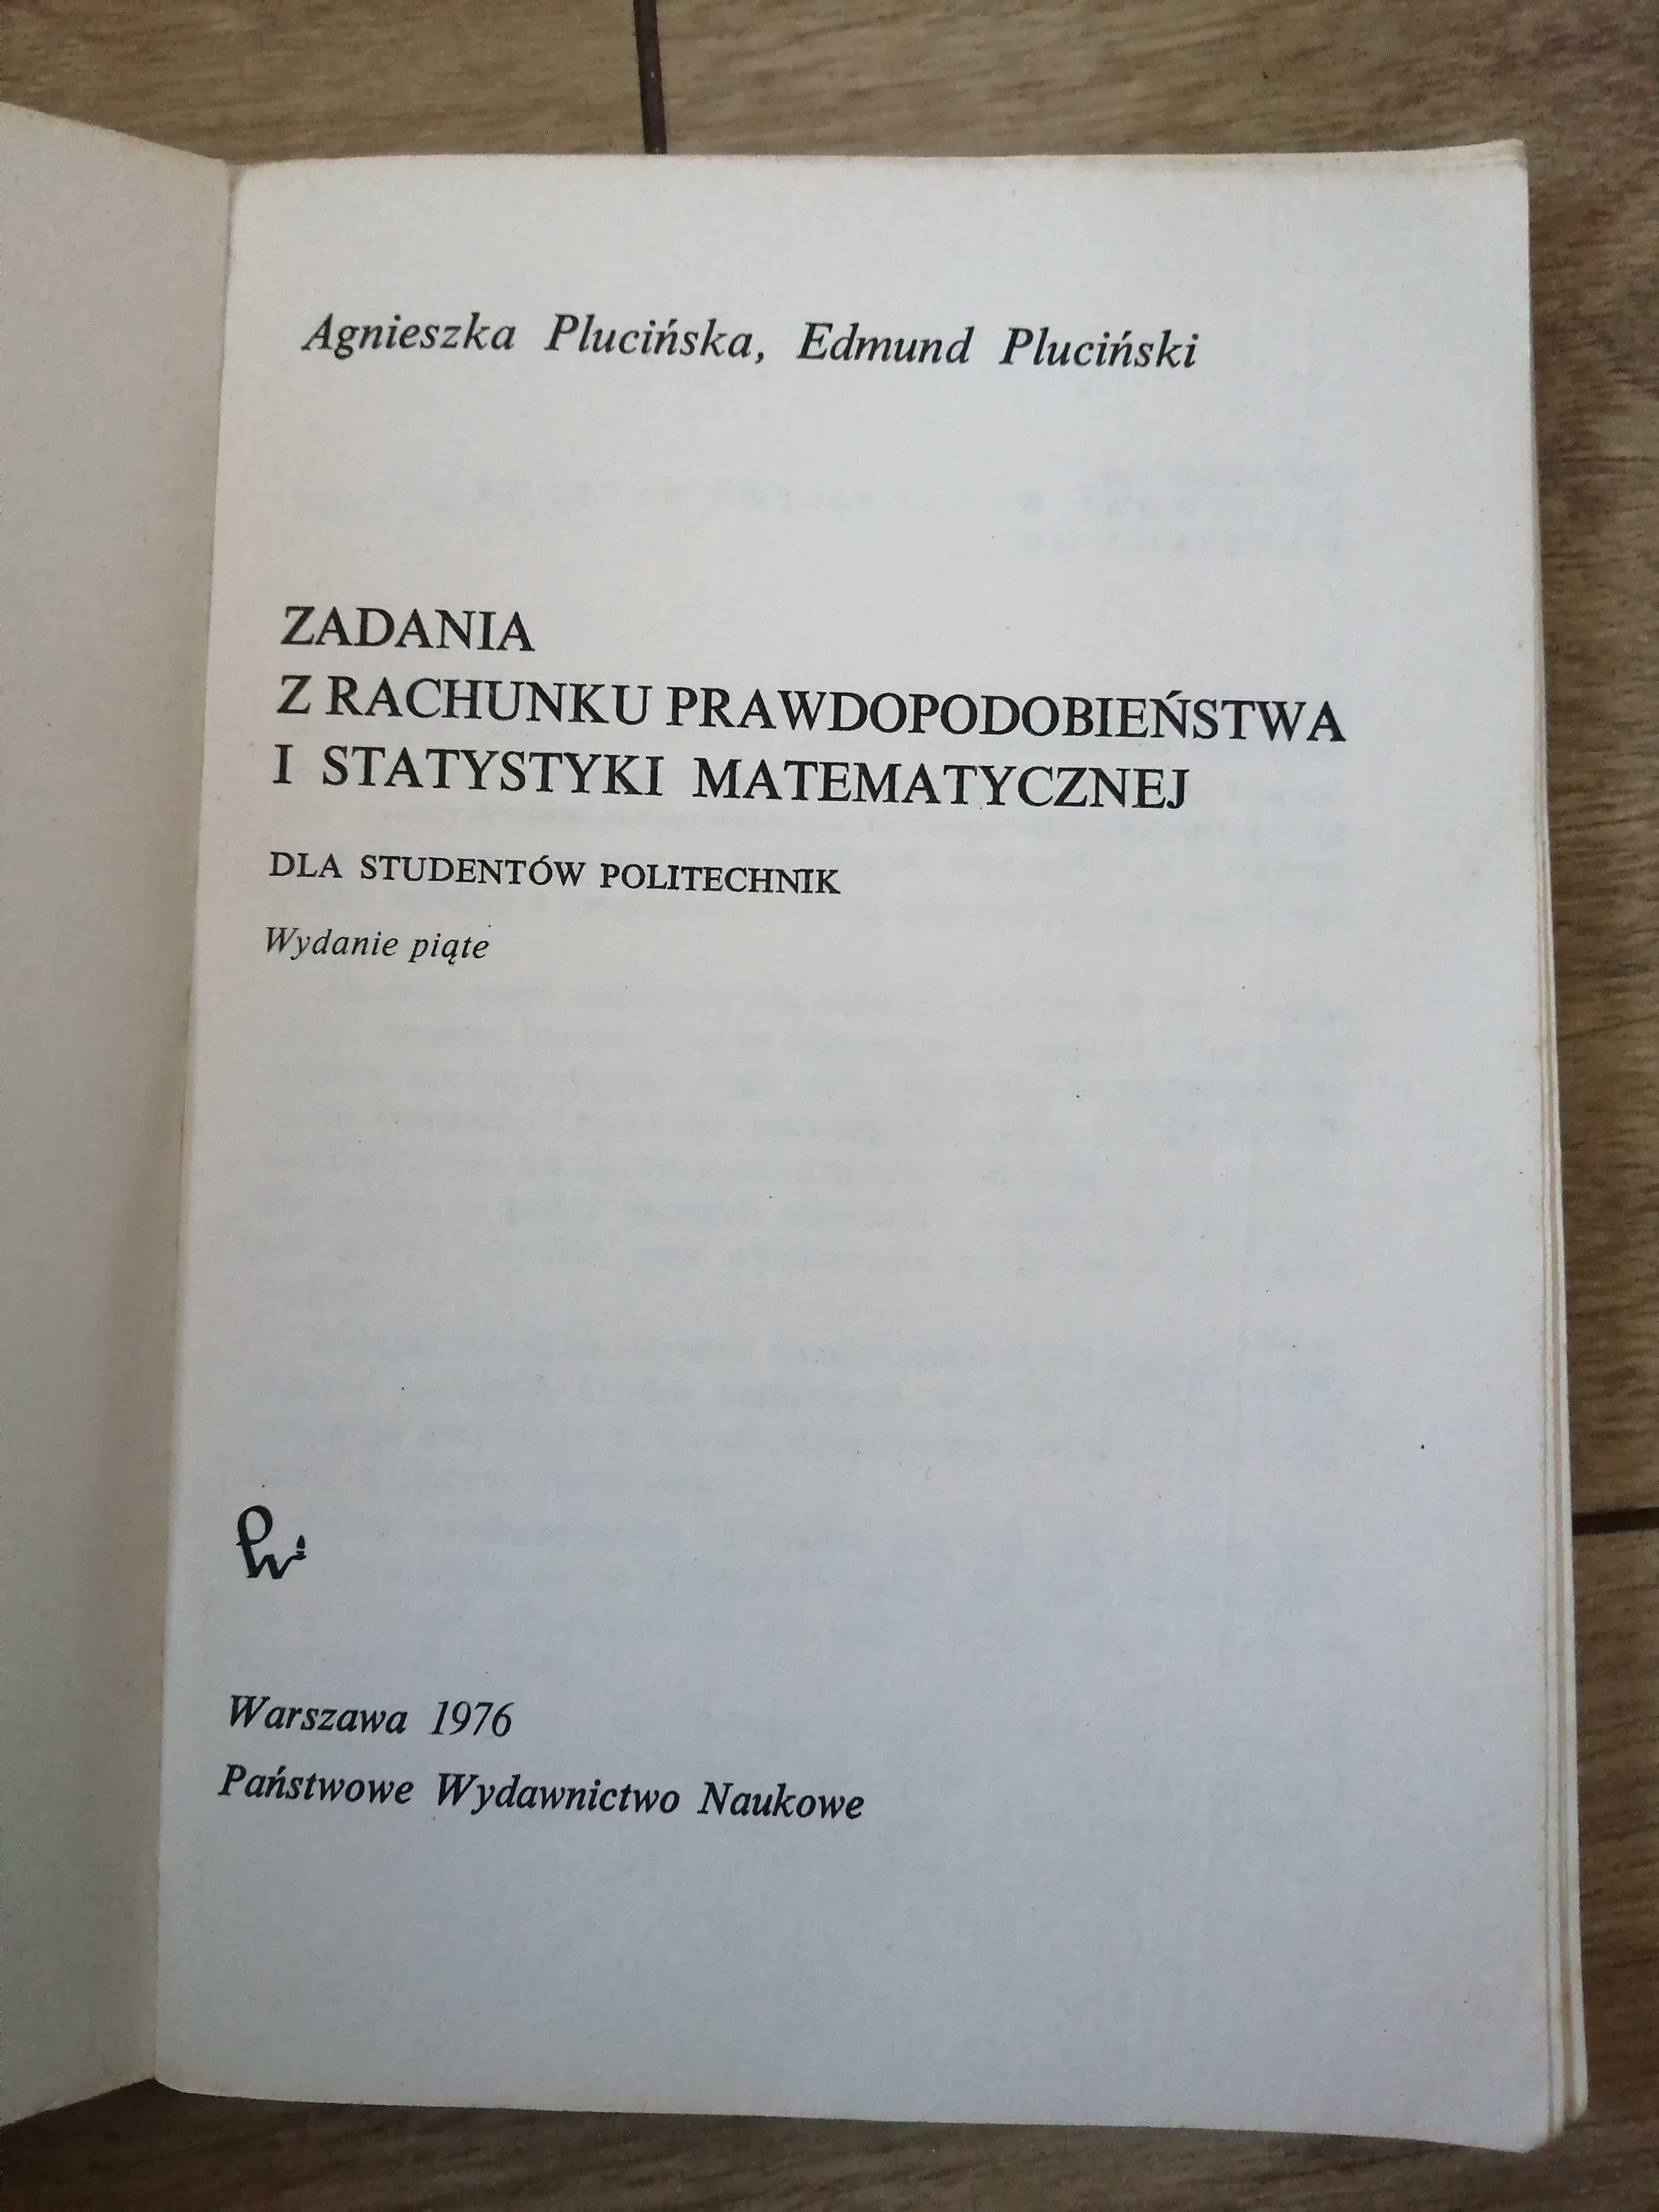 Agnieszka Plucińska, Edmund Pluciński
ZADANIA
Z RACHUNKU PRAWDOPODOBIEŃSTWA
I STATYSTYKI MATEMATYCZNEJ
DLA STUDENTÓW POLITECHNIK
Wydanie piąte
Warszawa 1976
Państwowe Wydawnictwo Naukowe